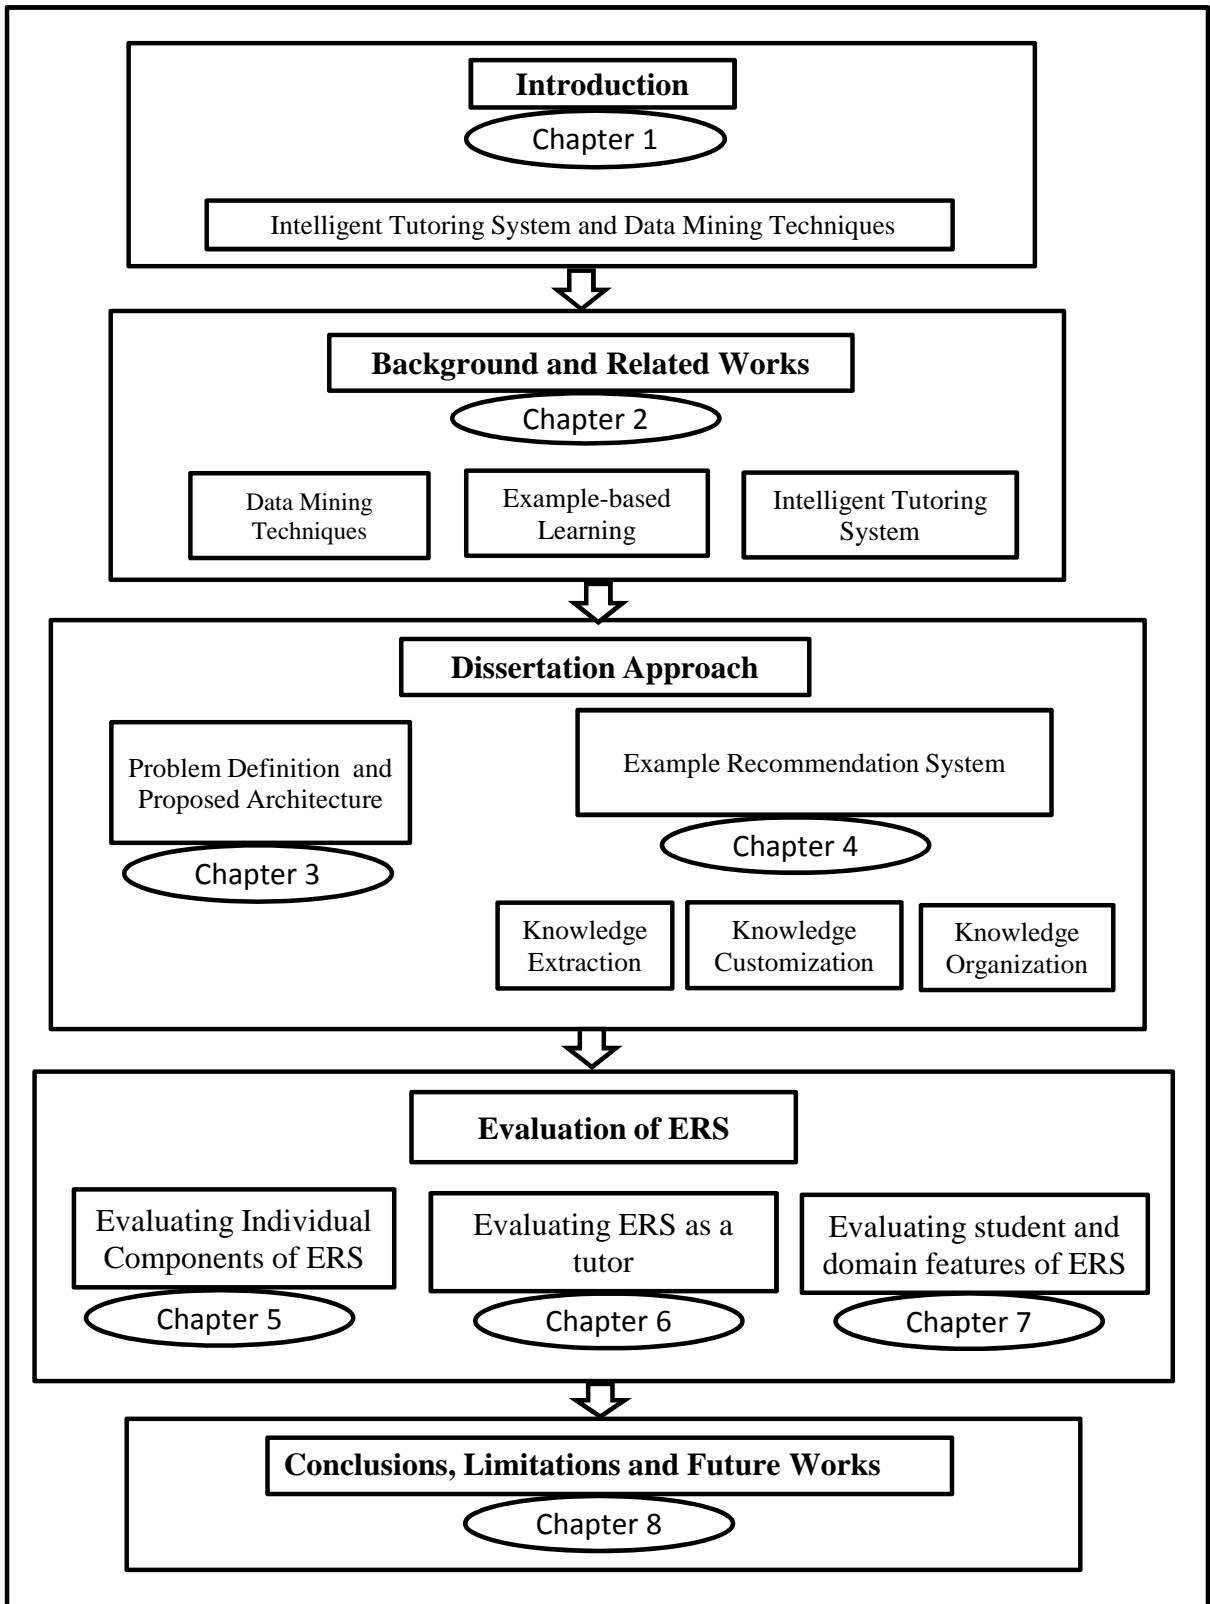 Introduction
Chapter 1
Intelligent Tutoring System and Data Mining Techniques
Background and Related Works
Chapter 2
Data Mining
Techniques
Example-based
Learning
Intelligent Tutoring
System
Dissertation Approach
Problem Definition and
Proposed Architecture
Chapter 3
Example Recommendation System
Chapter 4
Knowledge
Extraction
Knowledge
Customization
Knowledge
Organization
Evaluation of ERS
Evaluating Individual
Components of ERS
Chapter 5
Evaluating ERS as a
tutor
Chapter 6
Evaluating student and
domain features of ERS
Chapter 7
Conclusions, Limitations and Future Works
Chapter 8